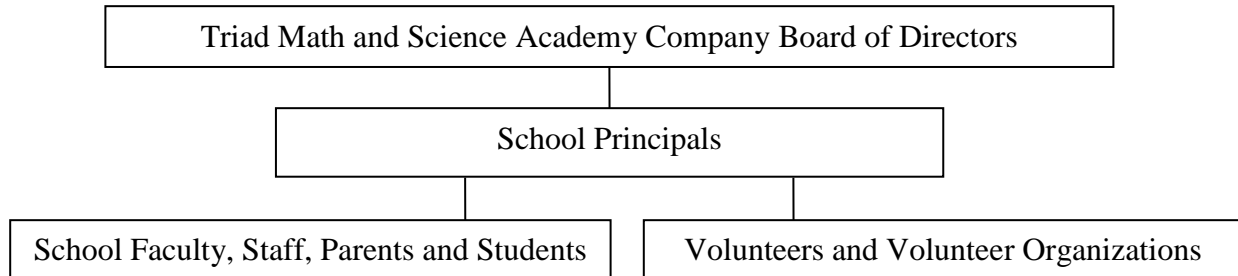 Triad Math and Science Academy Company Board of Directors
School Principals
School Faculty, Staff, Parents and Students
Volunteers and Volunteer Organizations